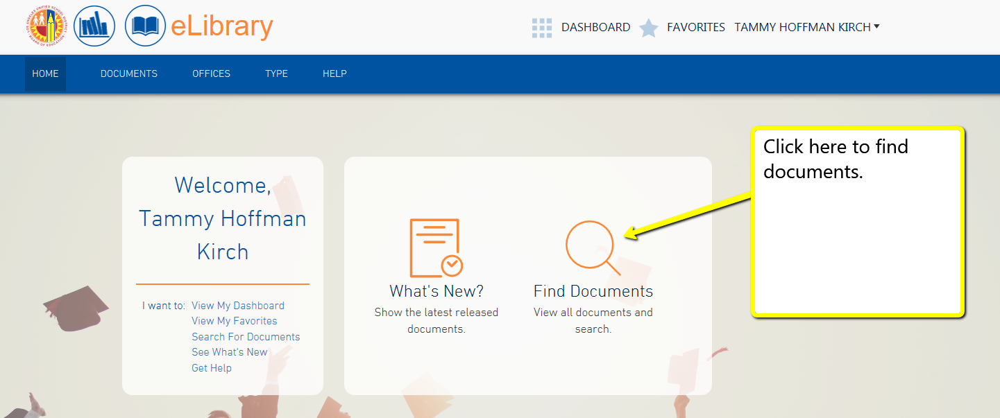 eLibrary
DASHBOARD
FAVORITES
TAMMY HOFFMAN KIRCH
HOME
DOCUMENTS
OFFICES
TYPE
HELP
Welcome,
Tammy Hoffman
Kirch
I want to:
View My Dashboard
View My Favorites
Search For Documents
See What's New
Get Help
What's New?
Show the latest released
documents.
Find Documents
View all documents and
search.
Click here to find
documents.